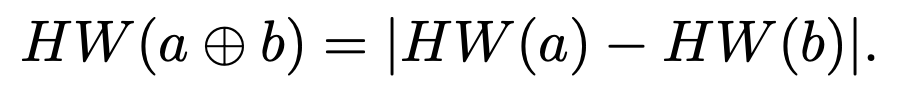 HW(a ⊕ b) = |HW(a) − HW(b)|.